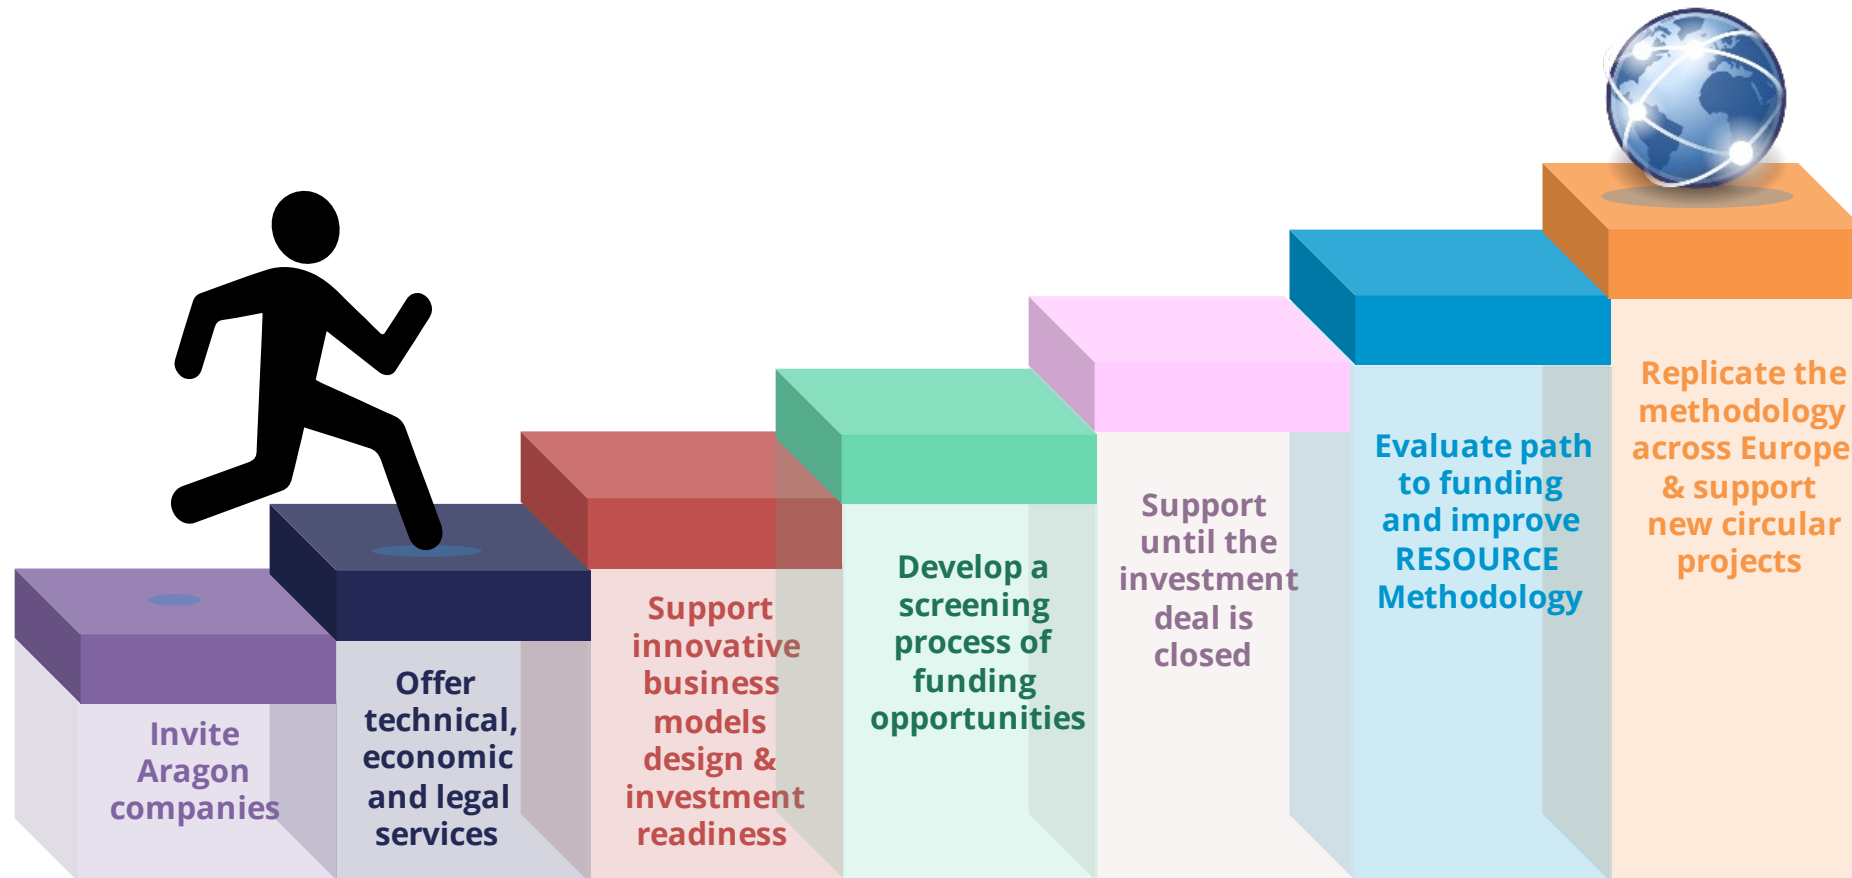 Invite
Aragon
companies
Offer
technical,
economic
and legal
services
Support
innovative
business
models
design &
investment
readiness
Develop a
screening
process of
funding
opportunities
Support
until the
investment
deal is
closed
Evaluate path
to funding
and improve
RESOURCE
Methodology
Replicate the
methodology
across Europe
& support
new circular
projects